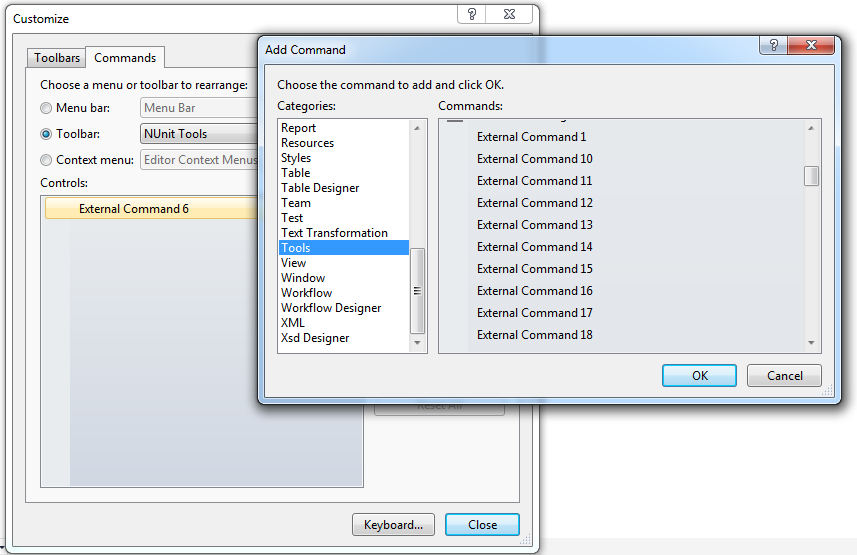 Customize
Toolbars
Commands
Choose a menu or toolbar to rearrange:
Menu bar:
Menu Bar
Toolbar:
NUnit Tools
Context menu:
Editor Context Menus
Controls:
External Command 6
Reset All
Keyboard...
Close
Add Command
Choose the command to add and click OK.
Categories:
Report
Resources
Styles
Table
Table Designer
Team
Test
Text Transformation
Tools
View
Window
Workflow
Workflow Designer
XML
Xsd Designer
Commands:
External Command 1
External Command 10
External Command 11
External Command 12
External Command 13
External Command 14
External Command 15
External Command 16
External Command 17
External Command 18
OK
Cancel